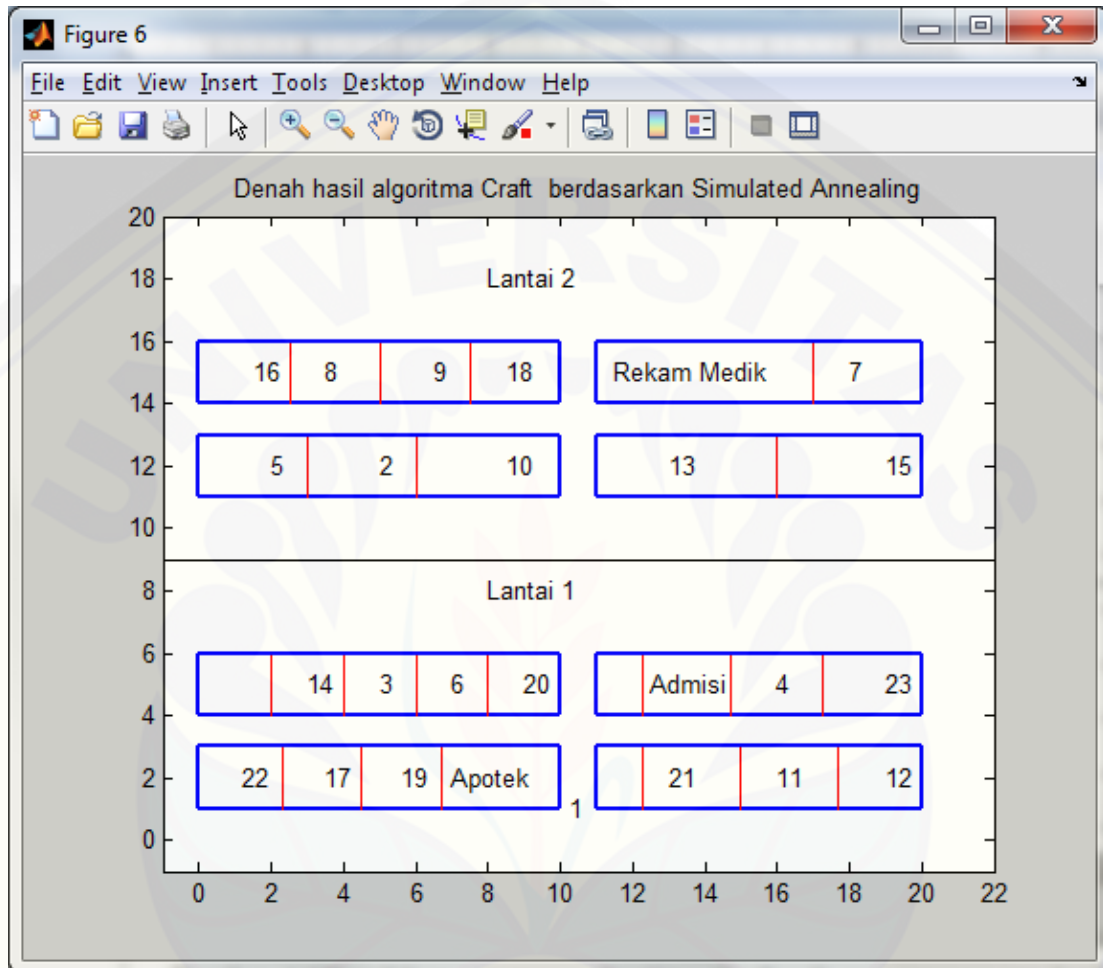 Figure 6
File Edit View Insert Tools Desktop Window Help
Denah hasil algoritma Craft berdasarkan Simulated Annealing
20
18
Lantai 2
16
16 8 9 18 Rekam Medik 7
14
12
5 2 10 13 15
10
8
Lantai 1
6
14 3 6 20 Admisi 4 23
4
2
22 17 19 Apotek 21 11 12
1
0
0 2 4 6 8 10 12 14 16 18 20 22
UNIVERSITAS